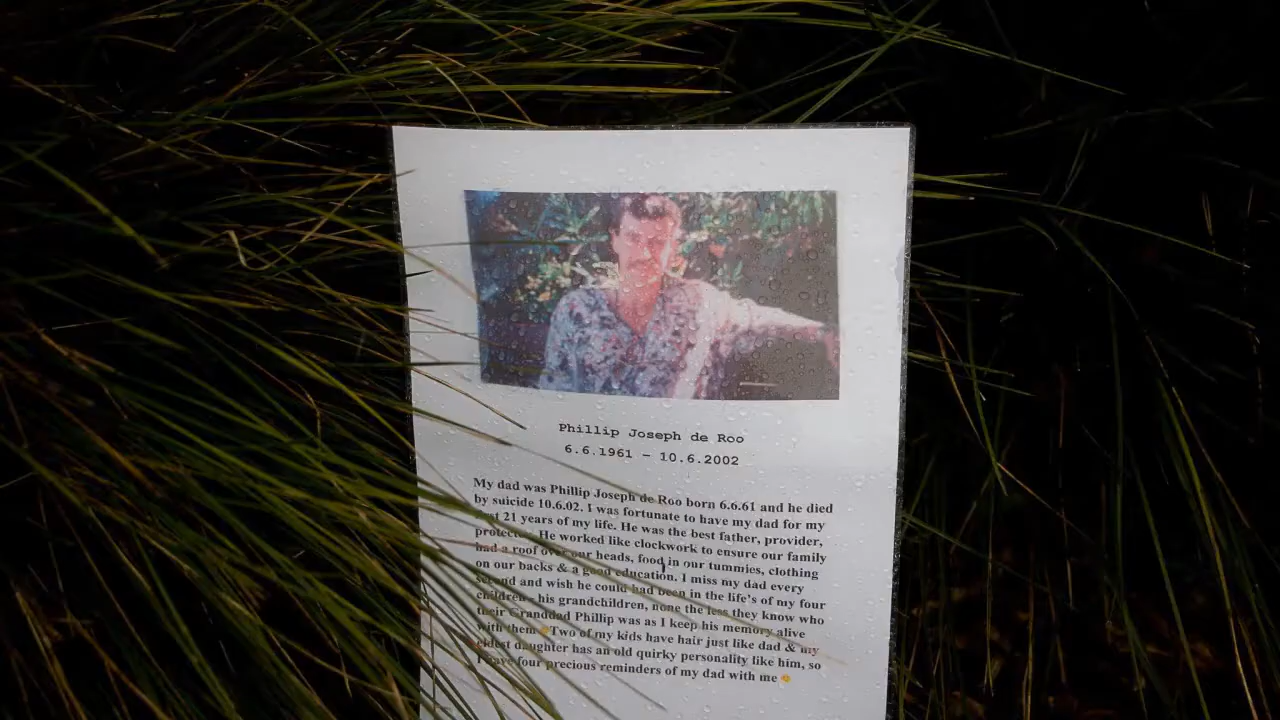 Phillip Joseph de Roo
6.6.1961 - 10.6.2002
My dad was Phillip Joseph de Roo born 6.6.61 and he died
by suicide 10.6.02. I was fortunate to have my dad for my
21 years of my life. He was the best father, provider,
protector. He worked like clockwork to ensure our family
had a roof over our heads, food in our tummies, clothing
on our backs & a good education. I miss my dad every
second and wish he could had been in the life's of my four
children - his grandchildren, none the less they know who
their Granddad Phillip was as I keep his memory alive
with them 🙂 Two of my kids have hair just like dad & my
eldest daughter has an old quirky personality like him, so
I have four precious reminders of my dad with me 🙂